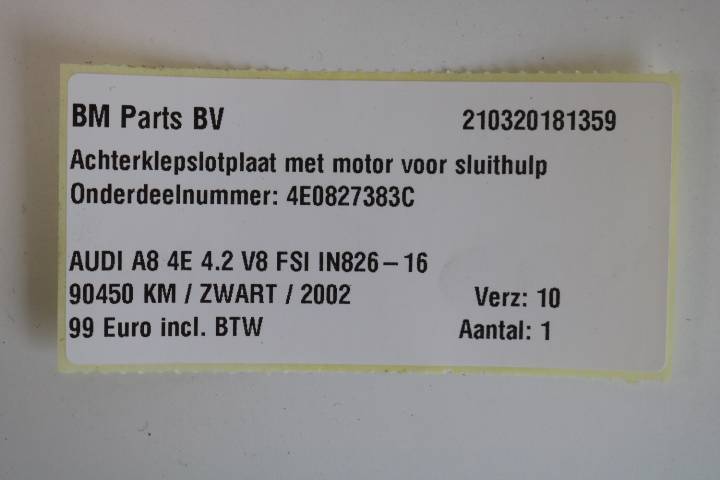 BM Parts BV 210320181359
Achterklepslotplaat met motor voor sluithulp
Onderdeelnummer: 4E0827383C
AUDI A8 4E 4.2 V8 FSI IN826-16
90450 KM / ZWART / 2002 Verz: 10
99 Euro incl. BTW Aantal: 1